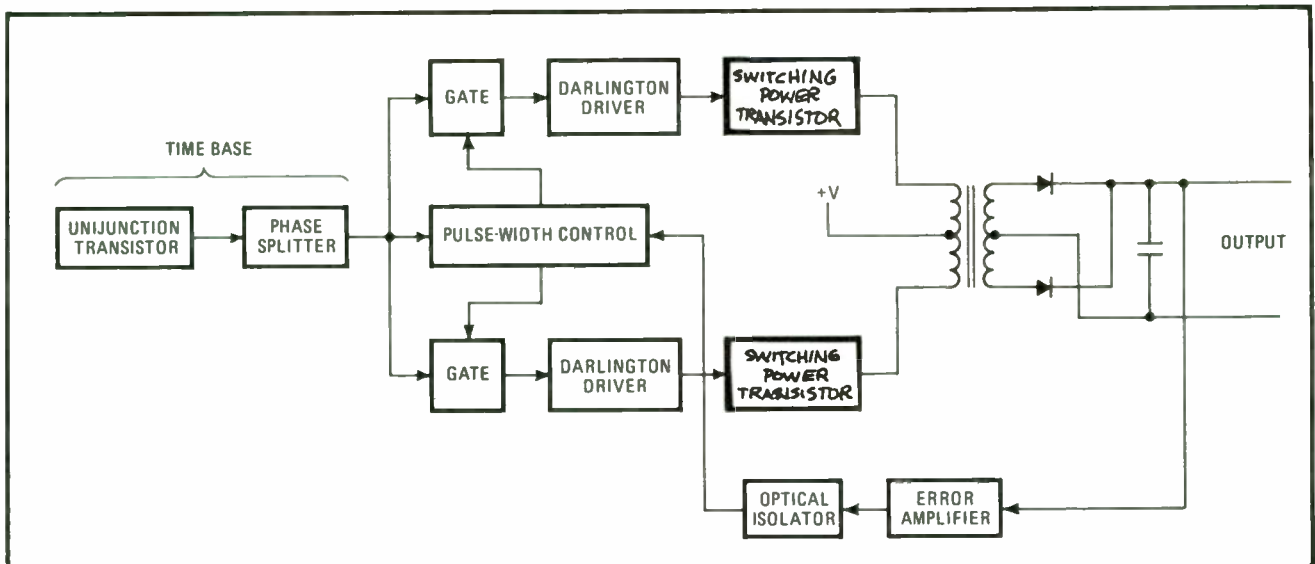 TIME BASE
UNIJUNCTION
TRANSISTOR
PHASE
SPLITTER
GATE
DARLINGTON
DRIVER
SWITCHING
POWER
TRANSISTOR
PULSE-WIDTH CONTROL
+V
OUTPUT
GATE
DARLINGTON
DRIVER
SWITCHING
POWER
TRABISISTOR
OPTICAL
ISOLATOR
ERROR
AMPLIFIER